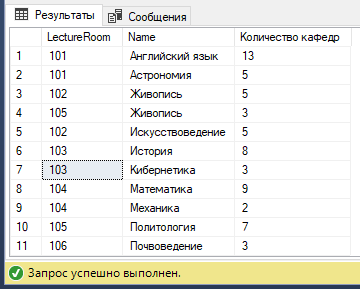 Результаты Сообщения
LectureRoom Name Количество кафедр
1 101 Английский язык 13
2 101 Астрономия 5
3 102 Живопись 5
4 105 Живопись 3
5 102 Искусствоведение 5
6 103 История 8
7 103 Кибернетика 3
8 104 Математика 9
9 104 Механика 2
10 105 Политология 7
11 106 Почвоведение 3
Запрос успешно выполнен.